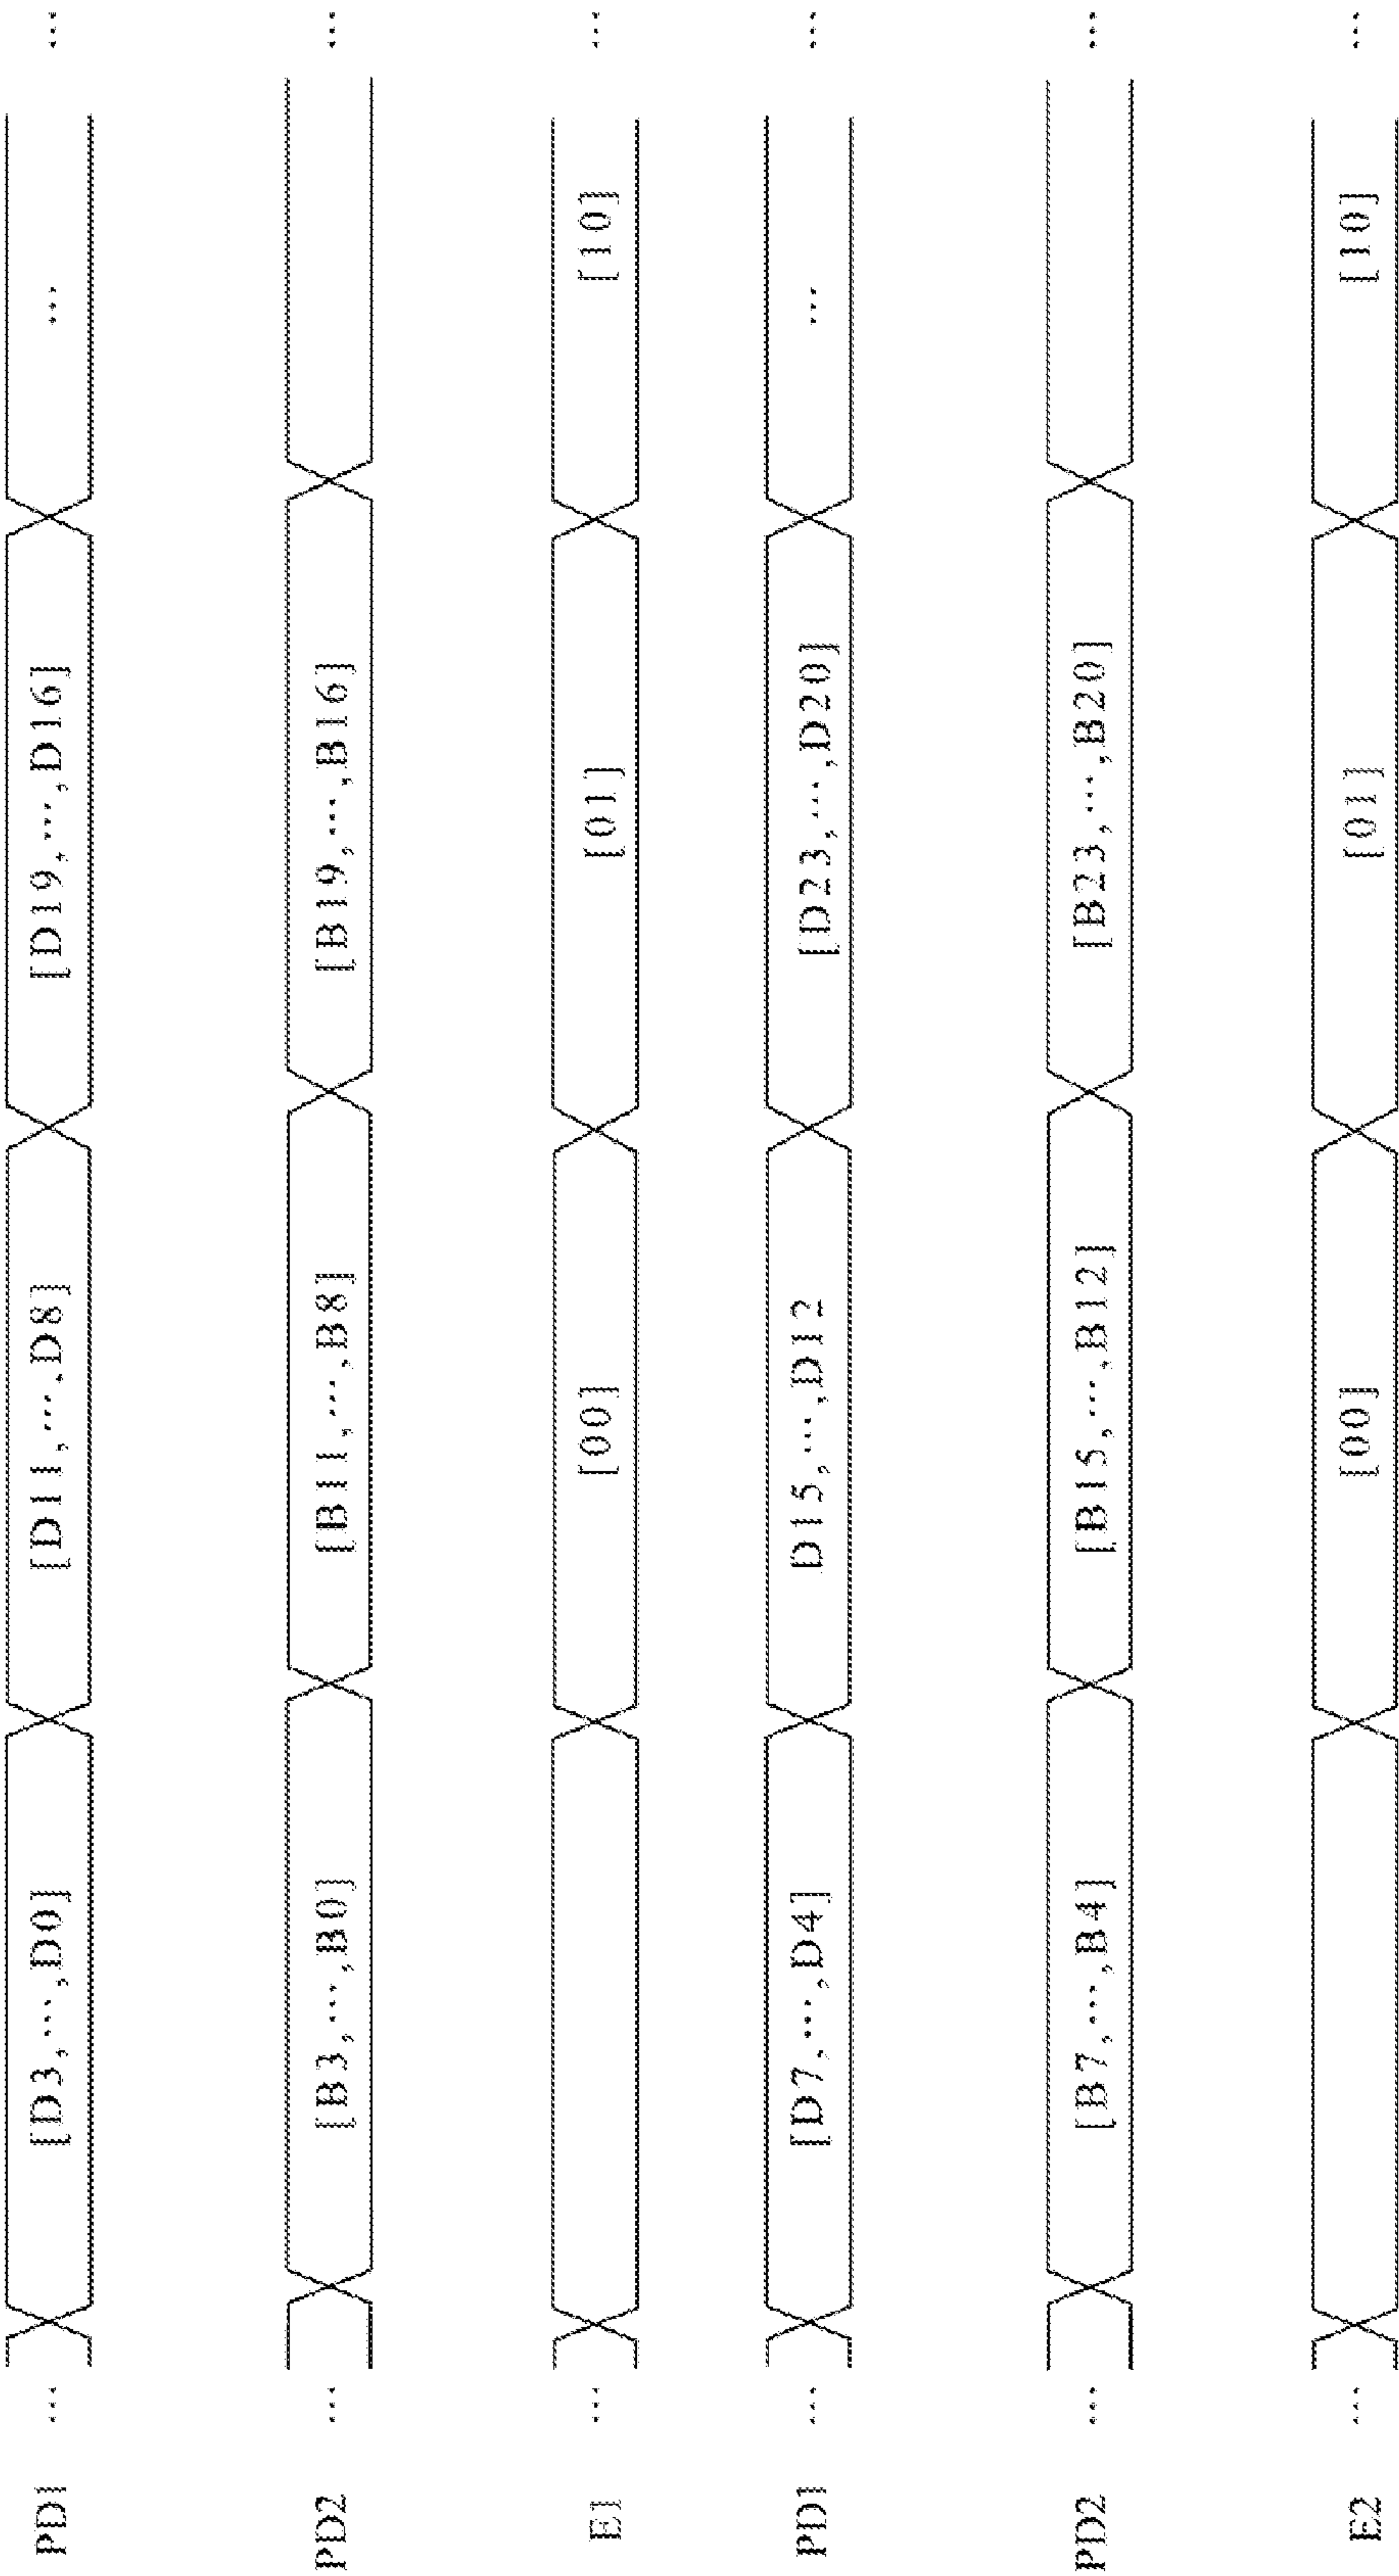 PD1 ... [D3,...,D0] [D11,...,D8] [D19,...,D16] ... ...
PD2 ... [B3,...,B0] [B11,...,B8] [B19,...,B16] ...
E1 ... [00] [01] [10] ...
PD1 ... [D7,...,D4] D15,...,D12 [D23,...,D20] ... ...
PD2 ... [B7,...,B4] [B15,...,B12] [B23,...,B20] ...
E2 ... [00] [01] [10] ...